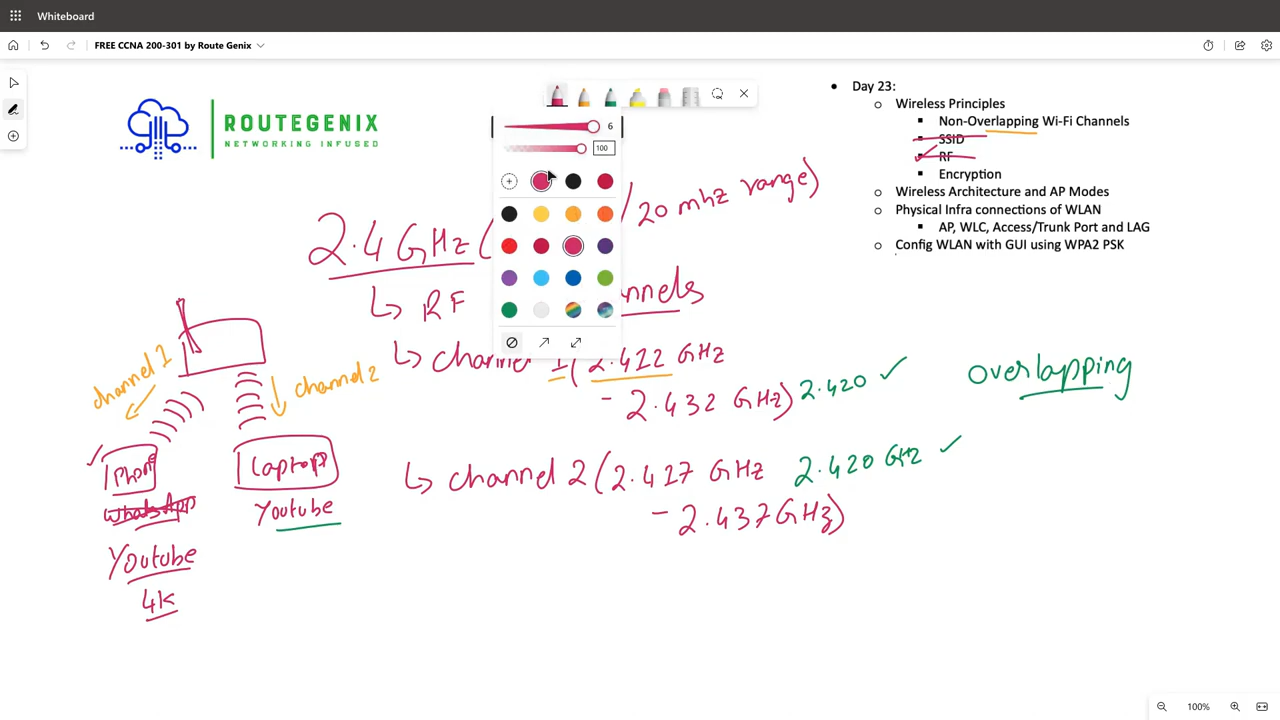 Whiteboard
FREE CCNA 200-301 by Route Genix
ROUTEGENIX
NETWORKING INFUSED
6
100
• Day 23:
Wireless Principles
Non-Overlapping Wi-Fi Channels
SSID
RF
Encryption
Wireless Architecture and AP Modes
Physical Infra connections of WLAN
AP, WLC, Access/Trunk Port and LAG
Config WLAN with GUI using WPA2 PSK
2.4 GHz ( / 20 mhz range)
↳ RF
↳ channel 1 (2.422 GHz
- 2.432 GHz) 2.420 ✓
overlapping
↳ channel 2 (2.427 GHz 2.420 GHz ✓
- 2.437 GHz)
channel 1
channel 2
Phone
Laptop
WhatsApp
Youtube
Youtube
4K
100%